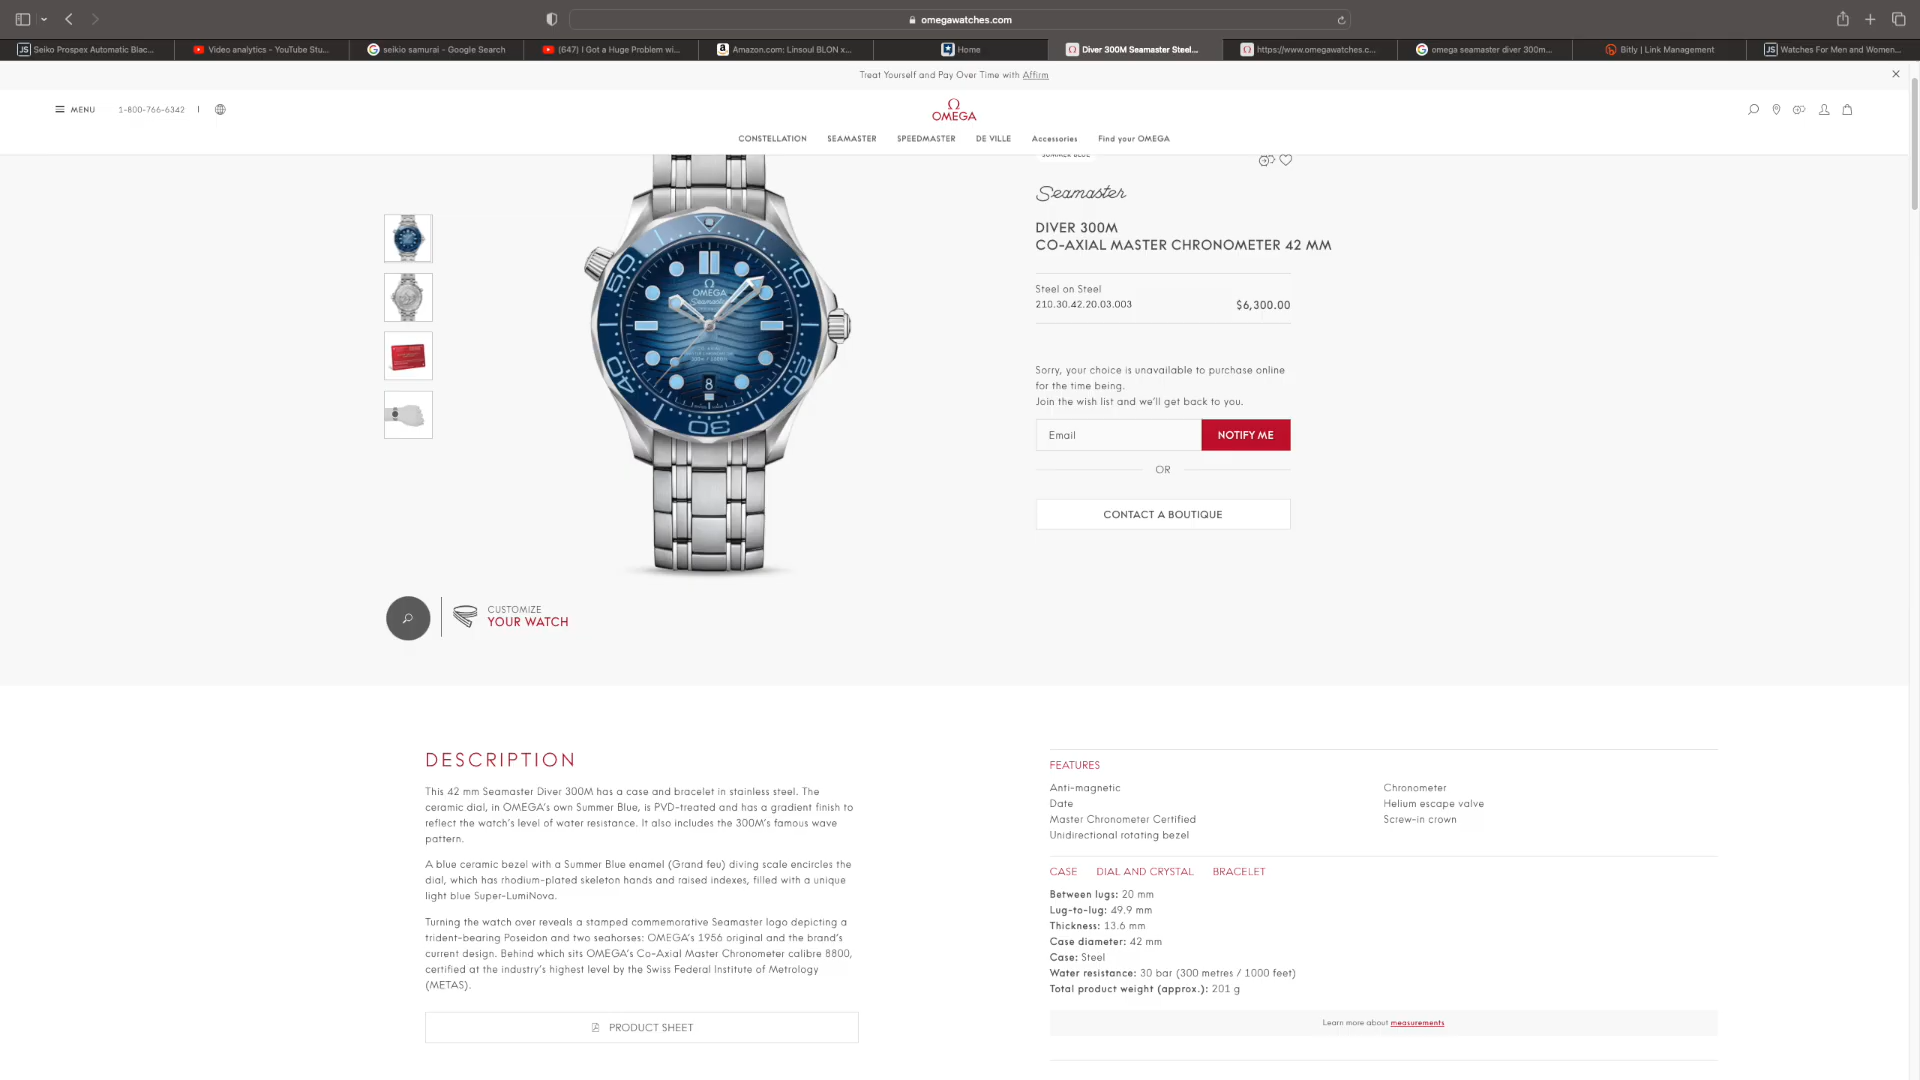 omegawatches.com
Seiko Prospex Automatic Blac...
Video analytics - YouTube Stu...
seikio samurai - Google Search
(647) I Got a Huge Problem wi...
Amazon.com: Linsoul BLON x...
Home
Diver 300M Seamaster Steel...
https://www.omegawatches.c...
omega seamaster diver 300m...
Bitly | Link Management
Watches For Men and Women...
Treat Yourself and Pay Over Time with Affirm
MENU
1-800-766-6342
OMEGA
CONSTELLATION
SEAMASTER
SPEEDMASTER
DE VILLE
Accessories
Find your OMEGA
SUMMER BLUE
Seamaster
DIVER 300M
CO-AXIAL MASTER CHRONOMETER 42 MM
Steel on Steel
210.30.42.20.03.003
$6,300.00
Sorry, your choice is unavailable to purchase online
for the time being.
Join the wish list and we'll get back to you.
Email
NOTIFY ME
OR
CONTACT A BOUTIQUE
50
10
OMEGA
Seamaster
40
20
8
30
CUSTOMIZE
YOUR WATCH
DESCRIPTION
This 42 mm Seamaster Diver 300M has a case and bracelet in stainless steel. The
ceramic dial, in OMEGA's own Summer Blue, is PVD-treated and has a gradient finish to
reflect the watch's level of water resistance. It also includes the 300M's famous wave
pattern.
A blue ceramic bezel with a Summer Blue enamel (Grand feu) diving scale encircles the
dial, which has rhodium-plated skeleton hands and raised indexes, filled with a unique
light blue Super-LumiNova.
Turning the watch over reveals a stamped commemorative Seamaster logo depicting a
trident-bearing Poseidon and two seahorses: OMEGA's 1956 original and the brand's
current design. Behind which sits OMEGA's Co-Axial Master Chronometer calibre 8800,
certified at the industry's highest level by the Swiss Federal Institute of Metrology
(METAS).
PRODUCT SHEET
FEATURES
Anti-magnetic
Chronometer
Date
Helium escape valve
Master Chronometer Certified
Screw-in crown
Unidirectional rotating bezel
CASE
DIAL AND CRYSTAL
BRACELET
Between lugs: 20 mm
Lug-to-lug: 49.9 mm
Thickness: 13.6 mm
Case diameter: 42 mm
Case: Steel
Water resistance: 30 bar (300 metres / 1000 feet)
Total product weight (approx.): 201 g
Learn more about measurements